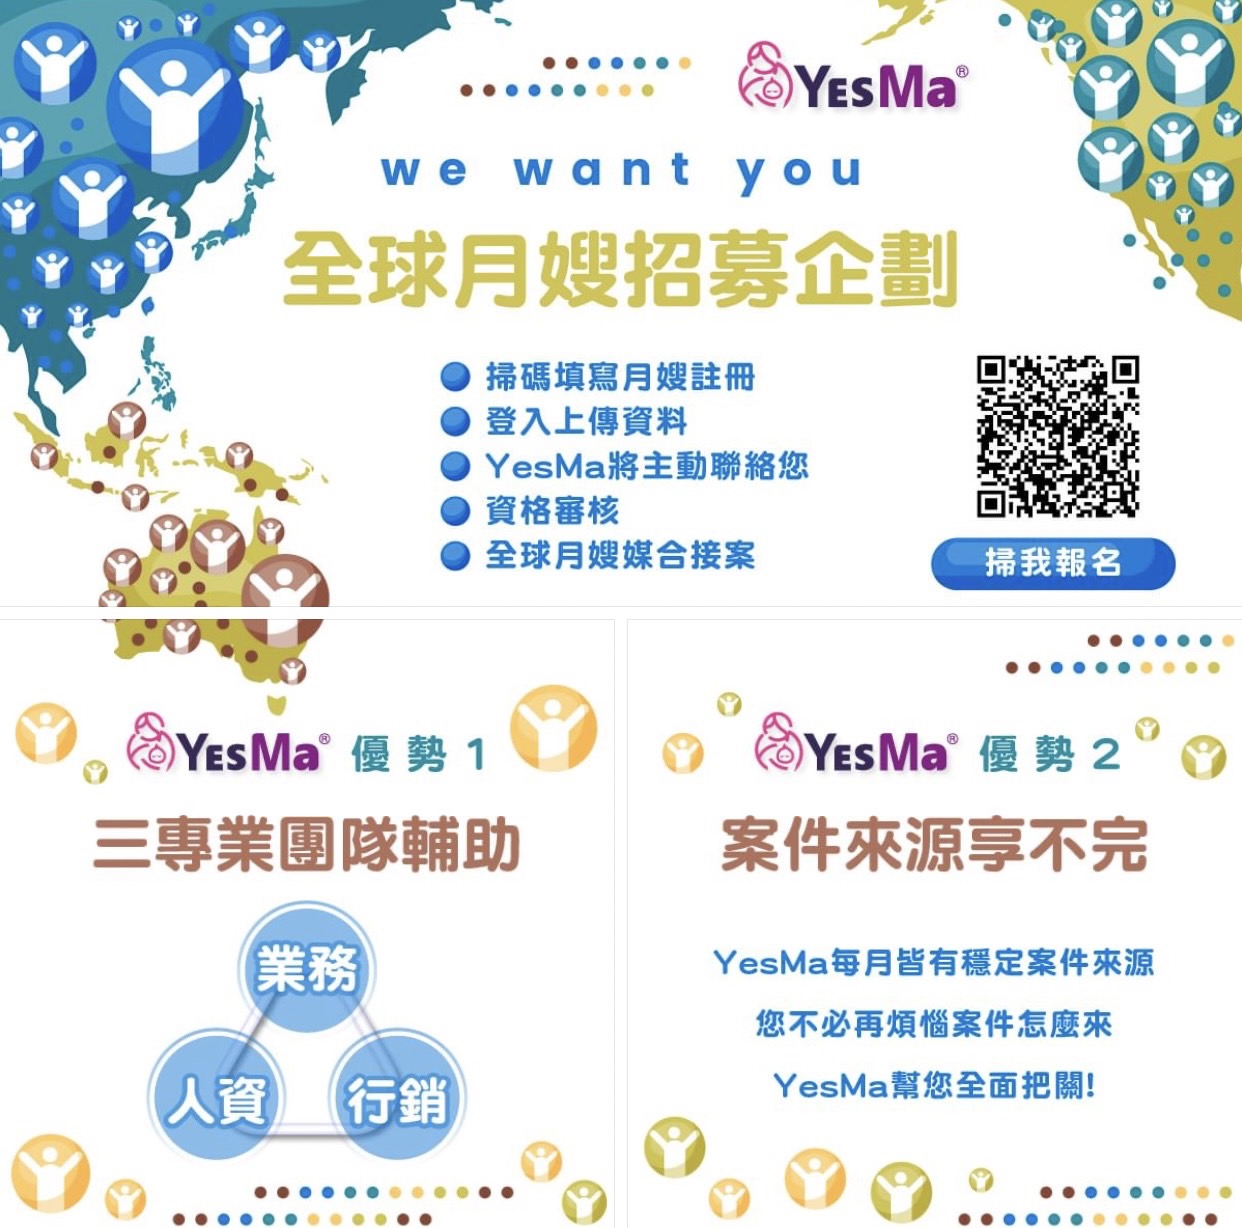 YesMa®
we want you
全球月嫂招募企劃
掃碼填寫月嫂註冊
登入上傳資料
YesMa將主動聯絡您
資格審核
全球月嫂媒合接案
掃我報名
YesMa® 優勢1
三專業團隊輔助
業務
人資
行銷
YesMa® 優勢2
案件來源享不完
YesMa每月皆有穩定案件來源
您不必再煩惱案件怎麼來
YesMa幫您全面把關!